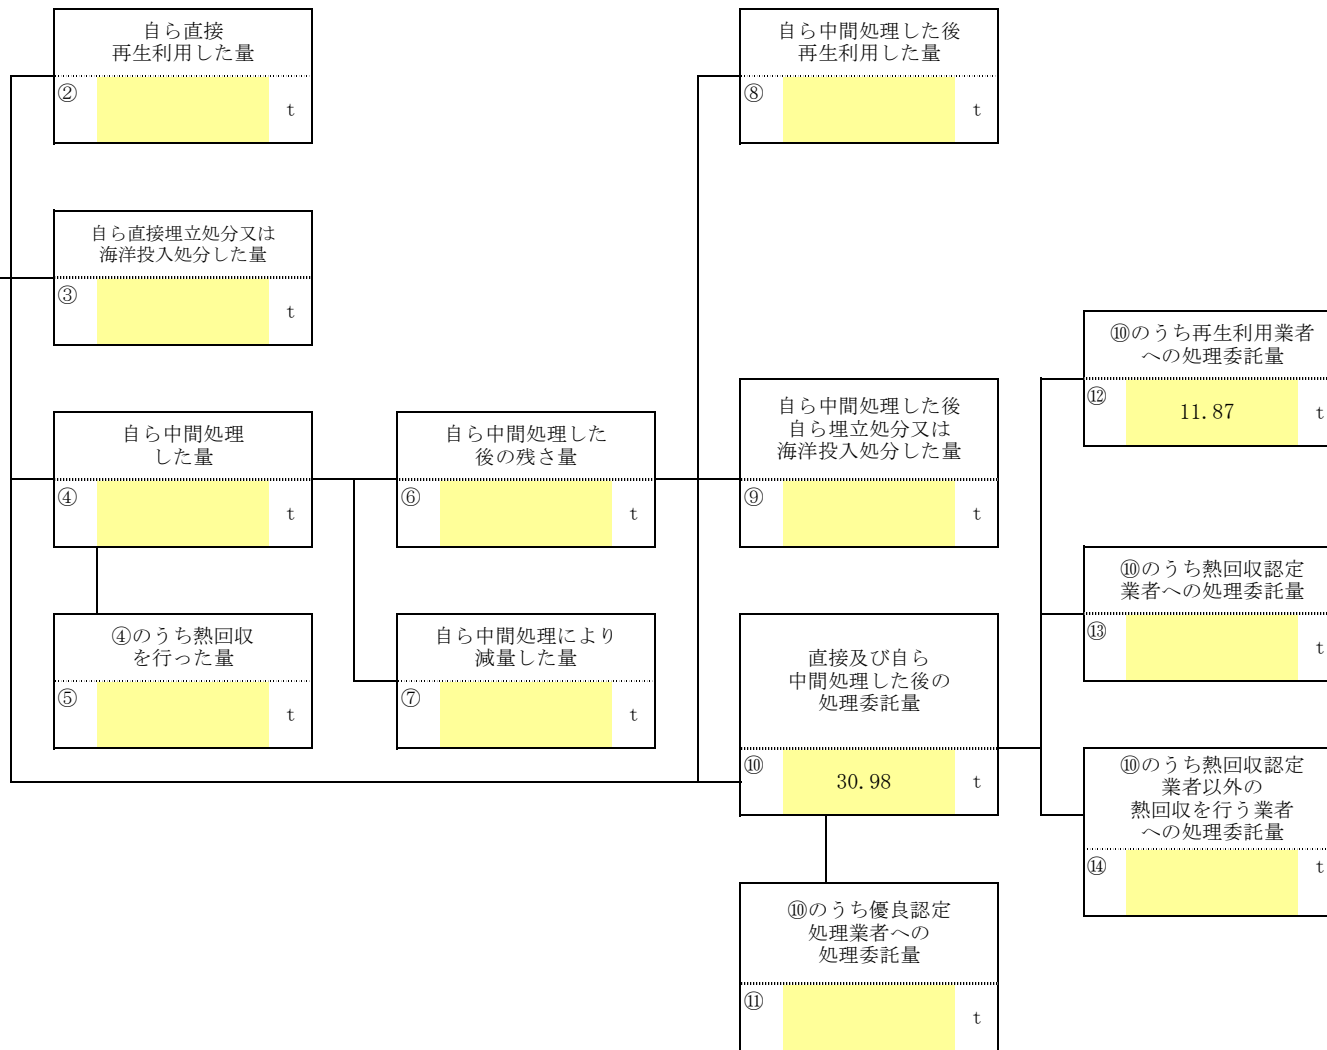 自ら直接
再生利用した量
②
t
自ら中間処理した後
再生利用した量
⑧
t
自ら直接埋立処分又は
海洋投入処分した量
③
t
⑩のうち再生利用業者
への処理委託量
⑫
11.87
t
自ら中間処理
した量
④
t
自ら中間処理した
後の残さ量
⑥
t
自ら中間処理した後
自ら埋立処分又は
海洋投入処分した量
⑨
t
⑩のうち熱回収認定
業者への処理委託量
⑬
t
④のうち熱回収
を行った量
⑤
t
自ら中間処理により
減量した量
⑦
t
直接及び自ら
中間処理した後の
処理委託量
⑩
30.98
t
⑩のうち熱回収認定
業者以外の
熱回収を行う業者
への処理委託量
⑭
t
⑩のうち優良認定
処理業者への
処理委託量
⑪
t